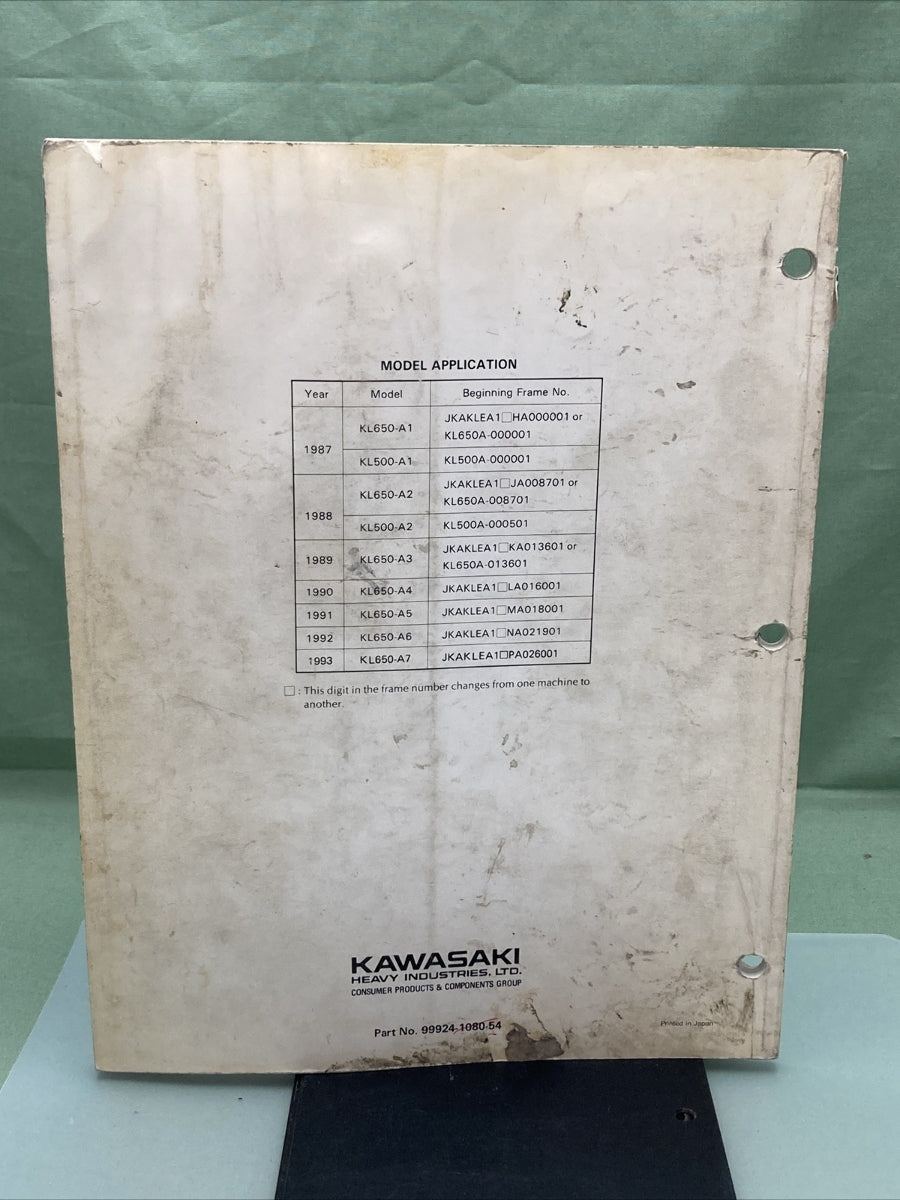 MODEL APPLICATION
Year Model Beginning Frame No.
1987 KL650-A1 JKAKLEA1□HA000001 or
KL650A-000001
KL500-A1 KL500A-000001
1988 KL650-A2 JKAKLEA1□JA008701 or
KL650A-008701
KL500-A2 KL500A-000501
1989 KL650-A3 JKAKLEA1□KA013601 or
KL650A-013601
1990 KL650-A4 JKAKLEA1□LA016001
1991 KL650-A5 JKAKLEA1□MA018001
1992 KL650-A6 JKAKLEA1□NA021901
1993 KL650-A7 JKAKLEA1□PA026001
□ : This digit in the frame number changes from one machine to
another.
KAWASAKI
HEAVY INDUSTRIES, LTD.
CONSUMER PRODUCTS & COMPONENTS GROUP
Part No. 99924-1080-54
Printed in Japan